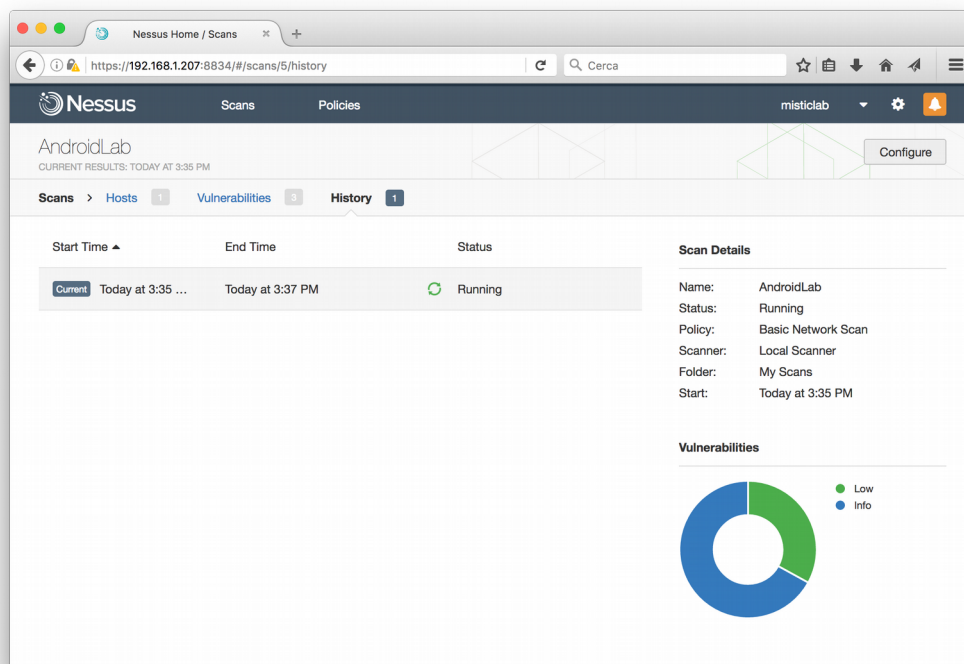 Nessus Home / Scans
https://192.168.1.207:8834/#/scans/5/history
Cerca
Nessus Scans Policies misticlab
AndroidLab
CURRENT RESULTS: TODAY AT 3:35 PM
Configure
Scans > Hosts 1 Vulnerabilities 3 History 1
Start Time End Time Status
Current Today at 3:35 ... Today at 3:37 PM Running
Scan Details
Name: AndroidLab
Status: Running
Policy: Basic Network Scan
Scanner: Local Scanner
Folder: My Scans
Start: Today at 3:35 PM
Vulnerabilities
Low
Info